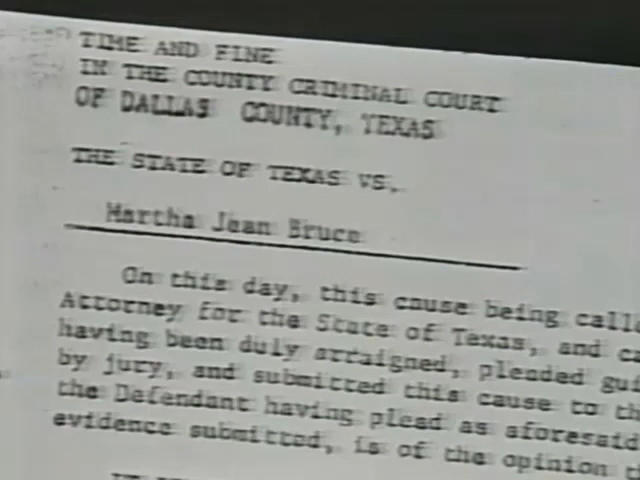 TIME AND FINE
IN THE COUNTY CRIMINAL COURT
OF DALLAS COUNTY, TEXAS
THE STATE OF TEXAS VS.
Martha Jean Bruce
On this day, this cause being call
Attorney for the State of Texas, and
having been duly arraigned, pleaded gui
by jury, and submitted this cause to th
the Defendant having plead as aforesaid
evidence submitted, is of the opinion t